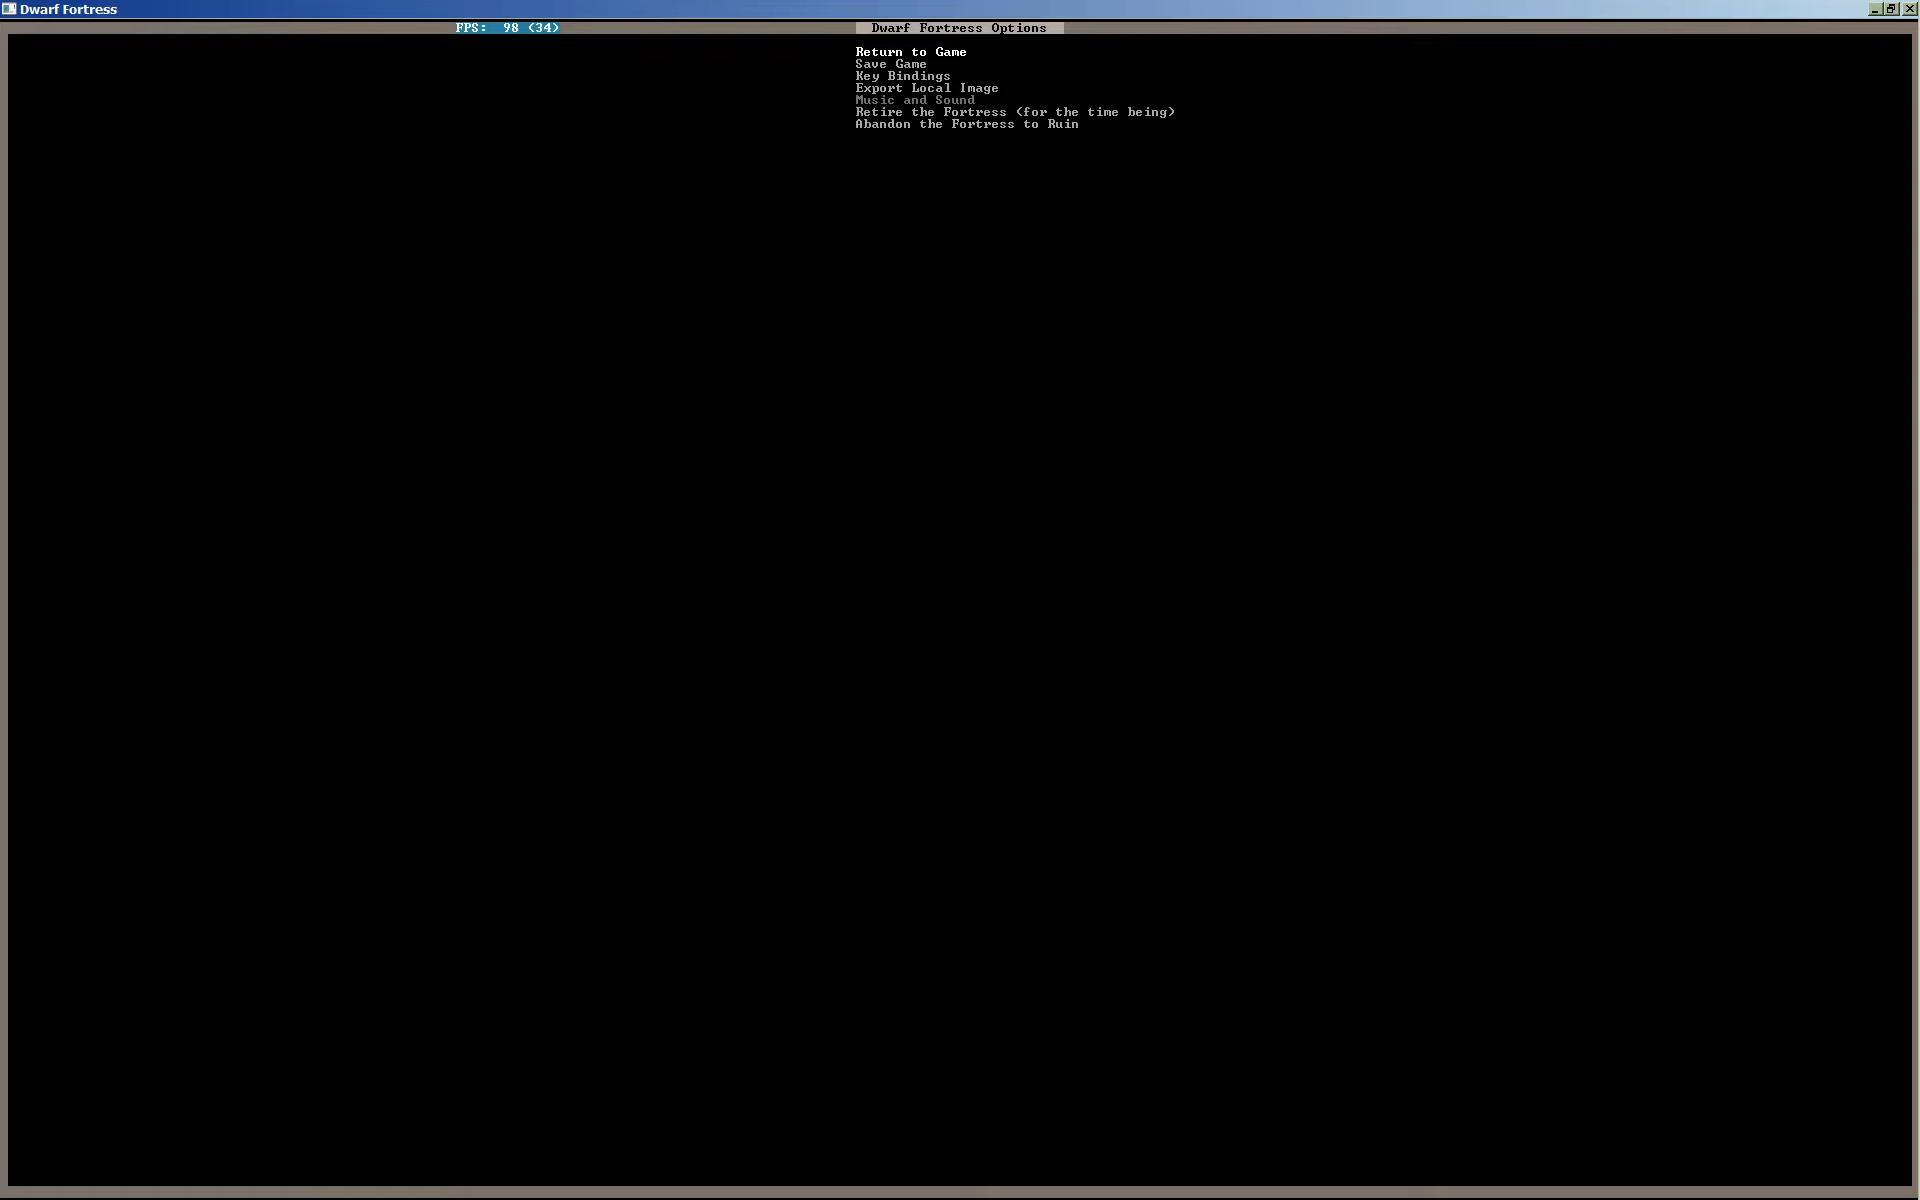 Dwarf Fortress
FPS: 98 (34)
Dwarf Fortress Options
Return to Game
Save Game
Key Bindings
Export Local Image
Music and Sound
Retire the Fortress (for the time being)
Abandon the Fortress to Ruin